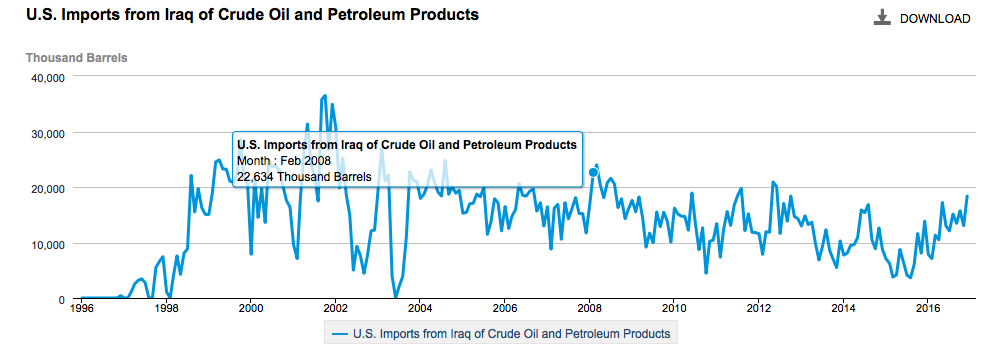 U.S. Imports from Iraq of Crude Oil and Petroleum Products
DOWNLOAD
Thousand Barrels
40,000
30,000
20,000
10,000
0
U.S. Imports from Iraq of Crude Oil and Petroleum Products
Month : Feb 2008
22,634 Thousand Barrels
1996 1998 2000 2002 2004 2006 2008 2010 2012 2014 2016
U.S. Imports from Iraq of Crude Oil and Petroleum Products